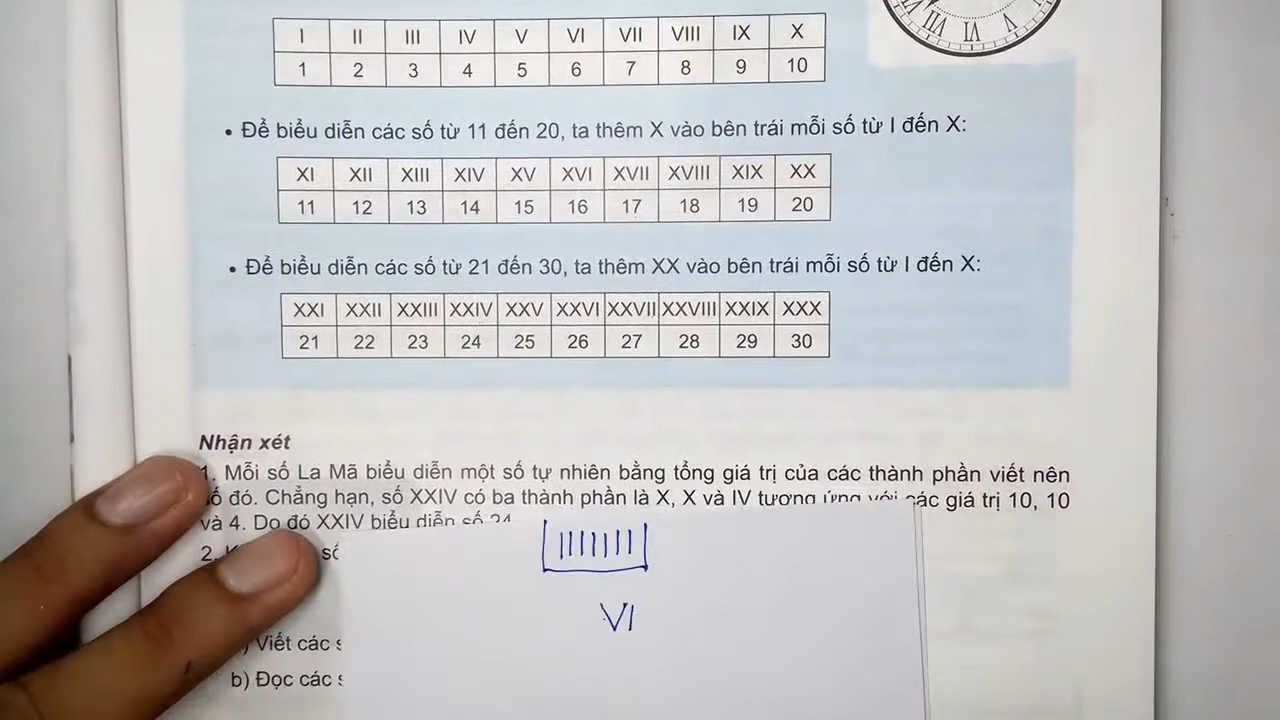 I II III IV V VI VII VIII IX X
1 2 3 4 5 6 7 8 9 10
VII VI V
• Để biểu diễn các số từ 11 đến 20, ta thêm X vào bên trái mỗi số từ I đến X:
XI XII XIII XIV XV XVI XVII XVIII XIX XX
11 12 13 14 15 16 17 18 19 20
• Để biểu diễn các số từ 21 đến 30, ta thêm XX vào bên trái mỗi số từ I đến X:
XXI XXII XXIII XXIV XXV XXVI XXVII XXVIII XXIX XXX
21 22 23 24 25 26 27 28 29 30
Nhận xét
1. Mỗi số La Mã biểu diễn một số tự nhiên bằng tổng giá trị của các thành phần viết nên
số đó. Chẳng hạn, số XXIV có ba thành phần là X, X và IV tương ứng với các giá trị 10, 10
và 4. Do đó XXIV biểu diễn số 24
2. số
VI
Viết các
b) Đọc các